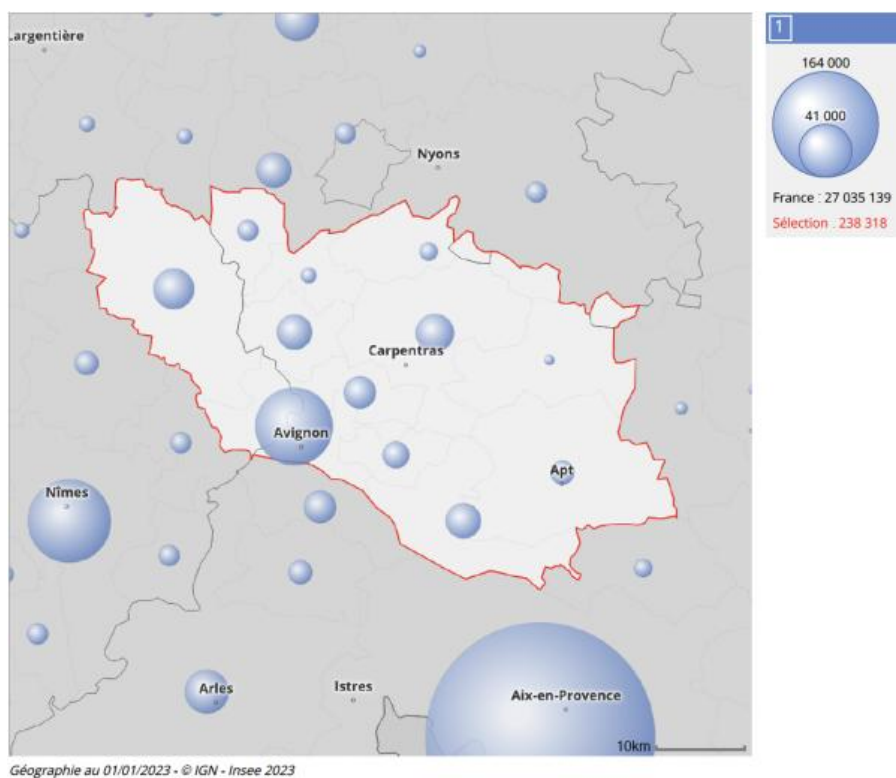 Largentière
Nyons
Carpentras
Avignon
Apt
Nîmes
Arles
Istres
Aix-en-Provence
10km
1
164 000
41 000
France : 27 035 139
Sélection : 238 318
Géographie au 01/01/2023 - © IGN - Insee 2023